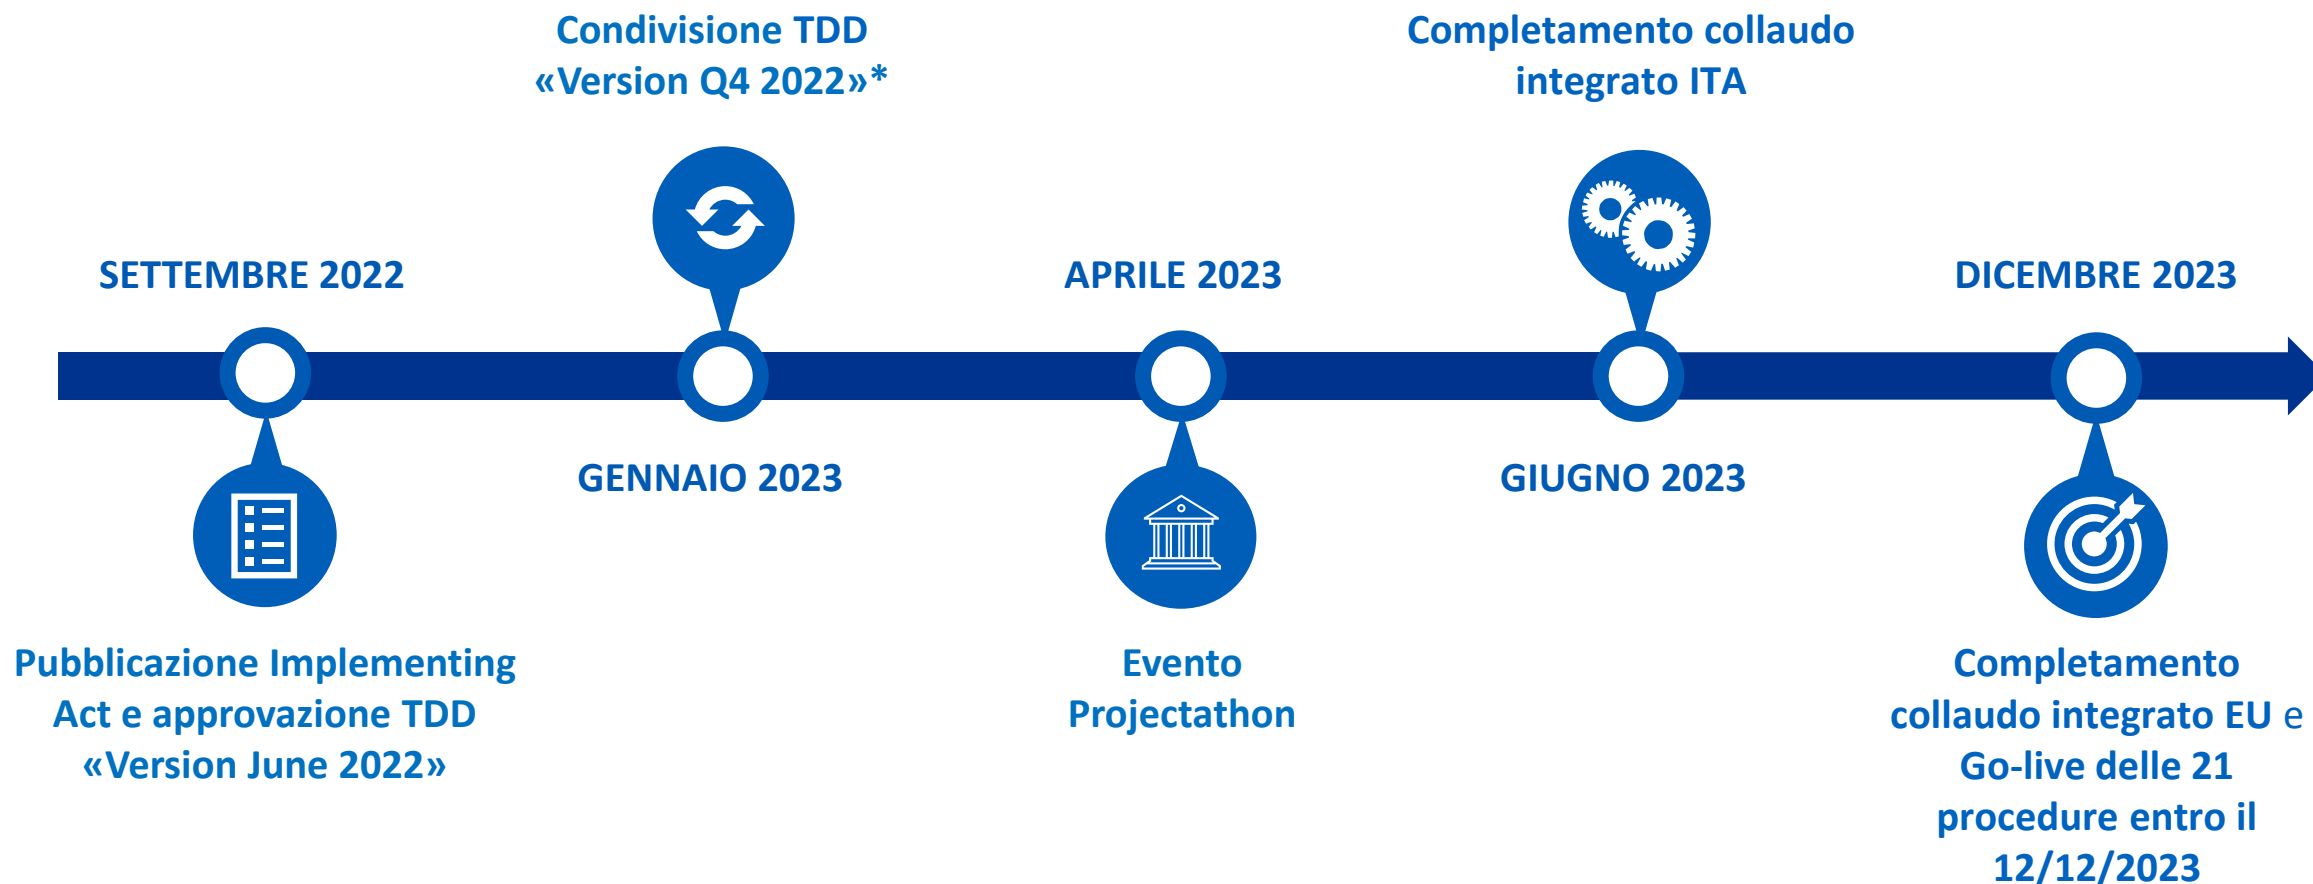 Condivisione TDD
«Version Q4 2022»*
Completamento collaudo
integrato ITA
SETTEMBRE 2022
APRILE 2023
DICEMBRE 2023
GENNAIO 2023
GIUGNO 2023
Pubblicazione Implementing
Act e approvazione TDD
«Version June 2022»
Evento
Projectathon
Completamento
collaudo integrato EU e
Go-live delle 21
procedure entro il
12/12/2023